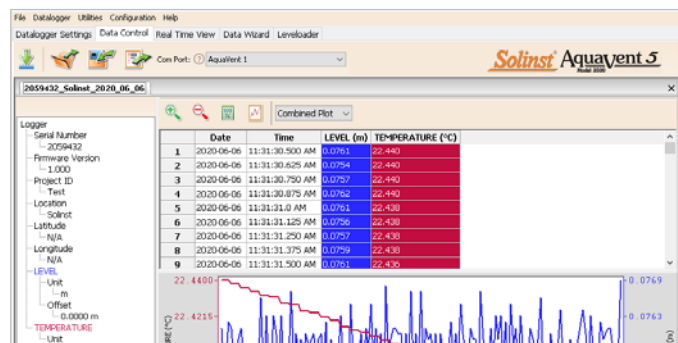 File Datalogger Utilities Configuration Help
Datalogger Settings Data Control Real Time View Data Wizard Leveloader
Com Port: ? AquaVent 1
Solinst Aquavent 5
Model 3500
2059432_Solinst_2020_06_06
Combined Plot
Logger
Serial Number
2059432
Firmware Version
1.000
Project ID
Test
Location
Solinst
Latitude
N/A
Longitude
N/A
LEVEL
Unit
m
Offset
0.0000 m
TEMPERATURE
Unit
Date Time LEVEL (m) TEMPERATURE (°C)
1 2020-06-06 11:31:30.500 AM 0.0761 22.440
2 2020-06-06 11:31:30.625 AM 0.0754 22.440
3 2020-06-06 11:31:30.750 AM 0.0757 22.440
4 2020-06-06 11:31:30.875 AM 0.0762 22.440
5 2020-06-06 11:31:31.0 AM 0.0761 22.438
6 2020-06-06 11:31:31.125 AM 0.0756 22.438
7 2020-06-06 11:31:31.250 AM 0.0757 22.438
8 2020-06-06 11:31:31.375 AM 0.0759 22.438
9 2020-06-06 11:31:31.500 AM 0.0761 22.436
22.4400
22.4215
0.0769
0.0763